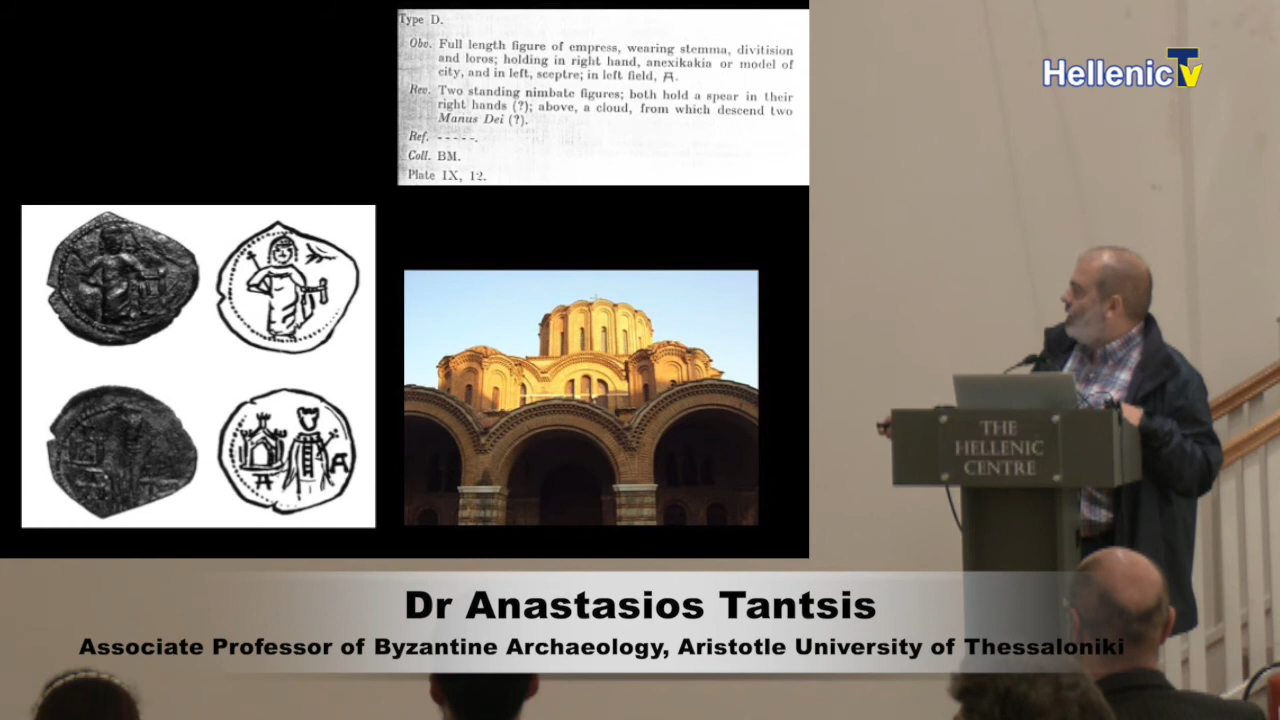 Type D.
Obv. Full length figure of empress, wearing stemma, divitision
and loros; holding in right hand, anexikakia or model of
city, and in left, sceptre; in left field, A.
Rev. Two standing nimbate figures; both hold a spear in their
right hands (?); above, a cloud, from which descend two
Manus Dei (?).
Ref. - - - - -.
Coll. BM.
Plate IX, 12.
HellenicTv
THE
HELLENIC
CENTRE
Dr Anastasios Tantsis
Associate Professor of Byzantine Archaeology, Aristotle University of Thessaloniki